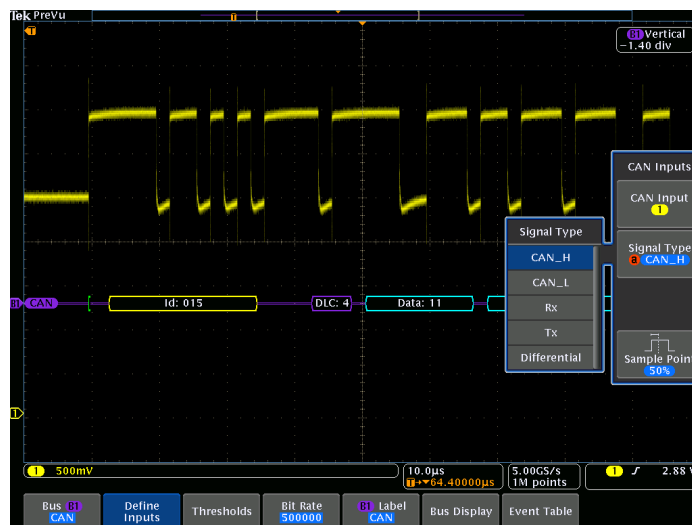 Tek PreVu
T
T
B1 Vertical
-1.40 div
CAN Inputs
CAN Input
1
Signal Type
a CAN_H
Sample Point
50%
Signal Type
CAN_H
CAN_L
Rx
Tx
Differential
B1 CAN
Id: 015
DLC: 4
Data: 11
1
1 500mV
10.0µs
T→▼64.40000µs
5.00GS/s
1M points
1 ∫ 2.88 V
Bus B1
CAN
Define
Inputs
Thresholds
Bit Rate
500000
B1 Label
CAN
Bus Display
Event Table